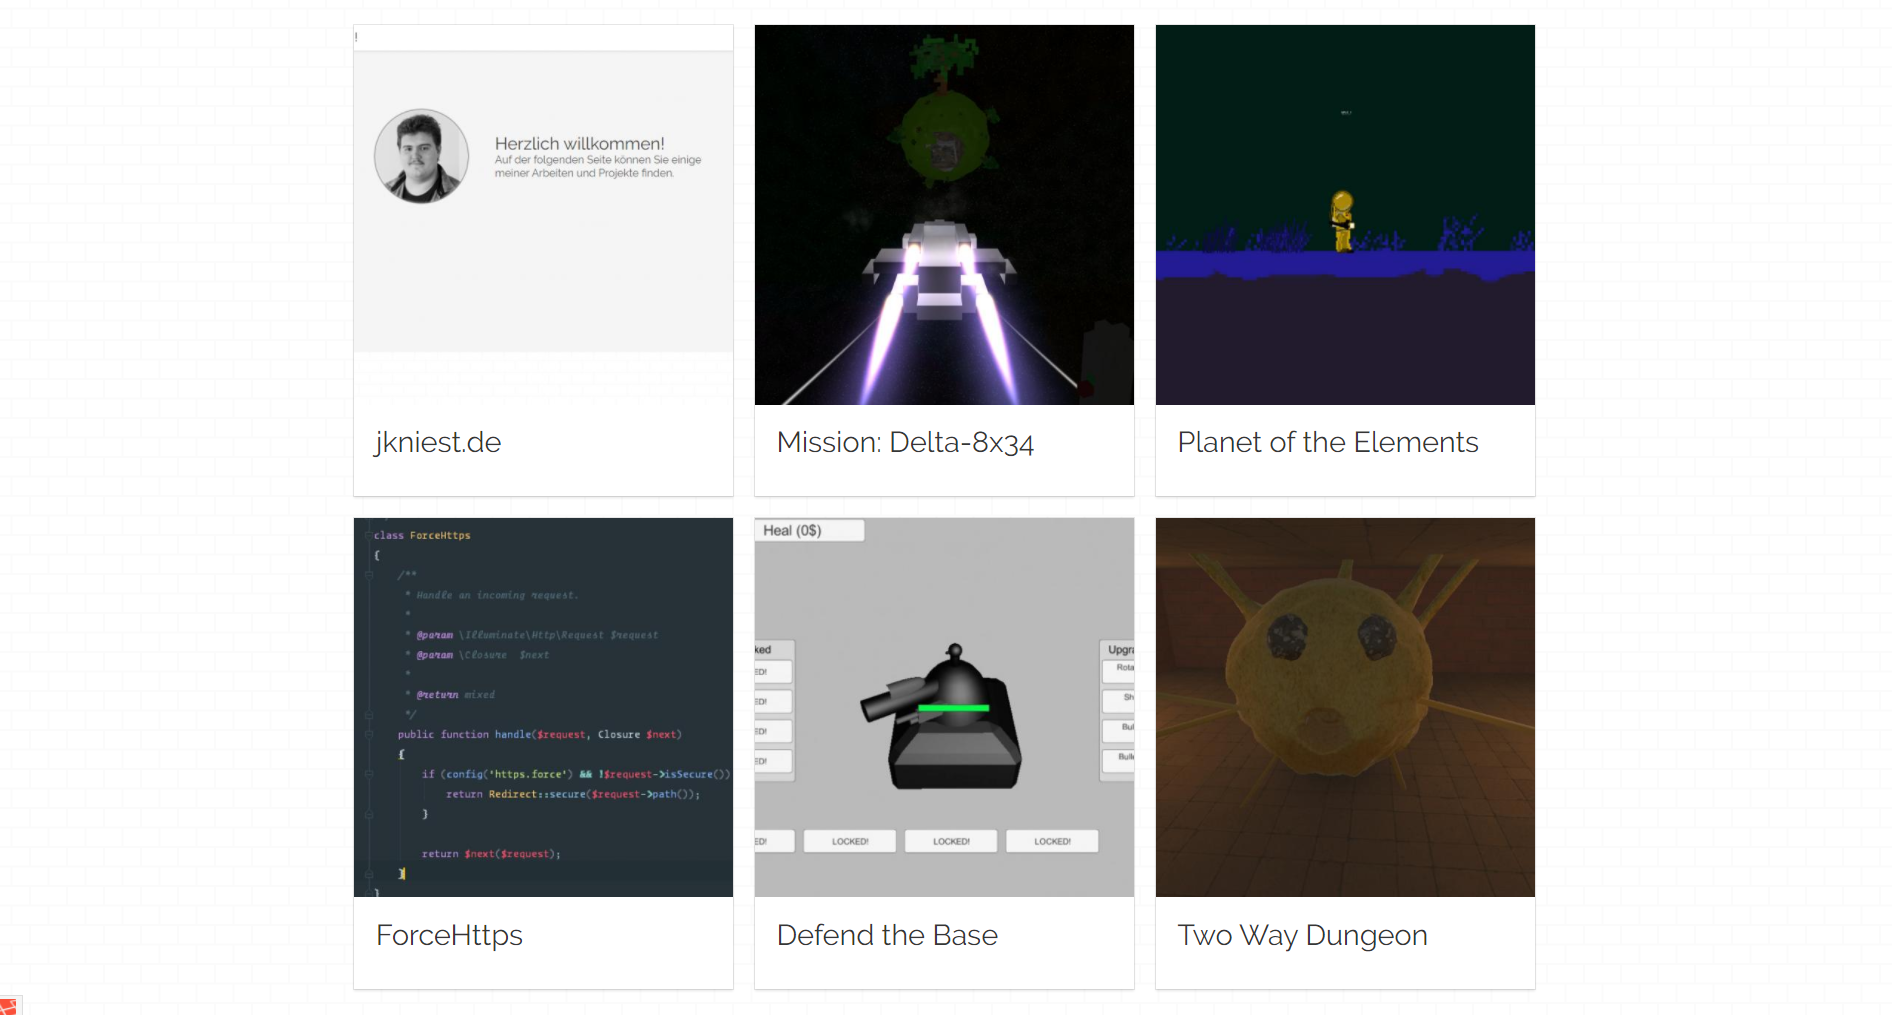 !
Herzlich willkommen!
Auf der folgenden Seite können Sie einige
meiner Arbeiten und Projekte finden.
jkniest.de
Mission: Delta-8x34
Planet of the Elements
class ForceHttps
{
/**
* Handle an incoming request.
*
* @param \Illuminate\Http\Request $request
* @param \Closure $next
*
* @return mixed
*/
public function handle($request, Closure $next)
{
if (config('https.force') && !$request->isSecure())
return Redirect::secure($request->path());
}
return $next($request);
}
}
ForceHttps
Heal (0$)
ked
ED!
ED!
ED!
ED!
Upgra
Rota
Sh
Bul
Bulle
ED!
LOCKED!
LOCKED!
LOCKED!
Defend the Base
Two Way Dungeon